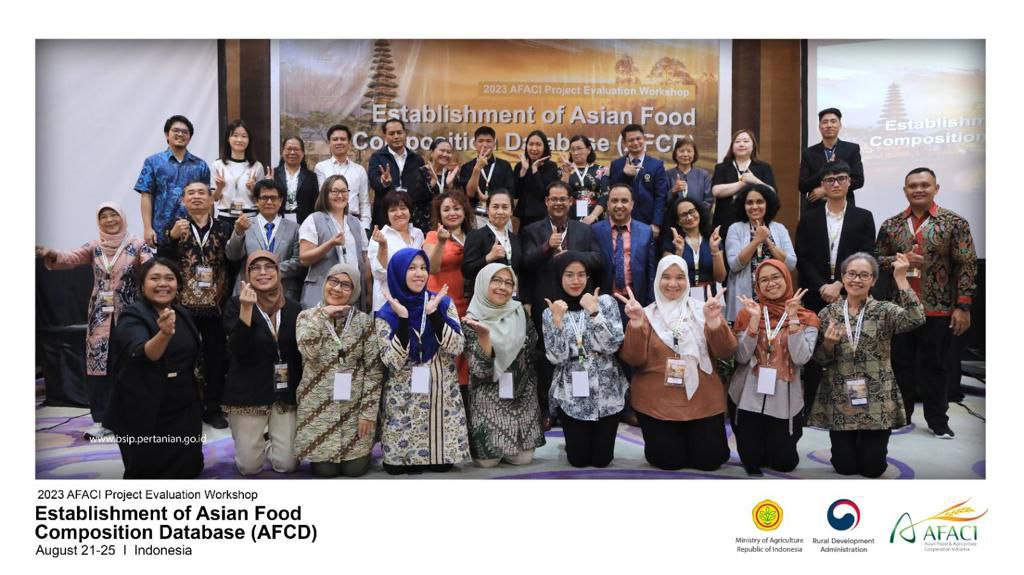 2023 AFACI Project Evaluation Workshop
Establishment of Asian Food
Composition Database (AFCD)
Establishm
Composition
www.bsip.pertanian.go.id
2023 AFACI Project Evaluation Workshop
Establishment of Asian Food
Composition Database (AFCD)
August 21-25 I Indonesia
Ministry of Agriculture
Republic of Indonesia
Rural Development
Administration
AFACI
Asian Food & Agriculture
Cooperation Initiative